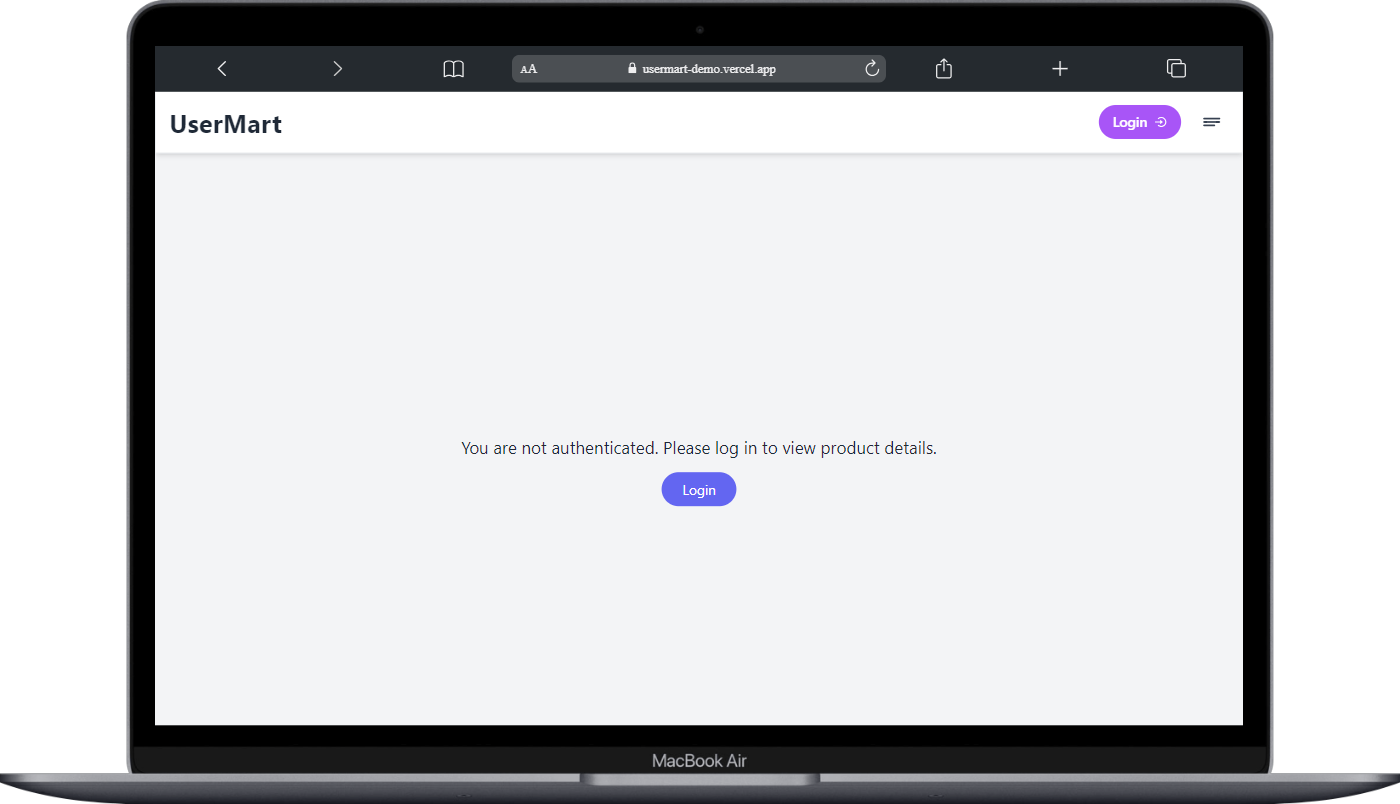 AA
usermart-demo.vercel.app
UserMart
Login
You are not authenticated. Please log in to view product details.
Login
MacBook Air